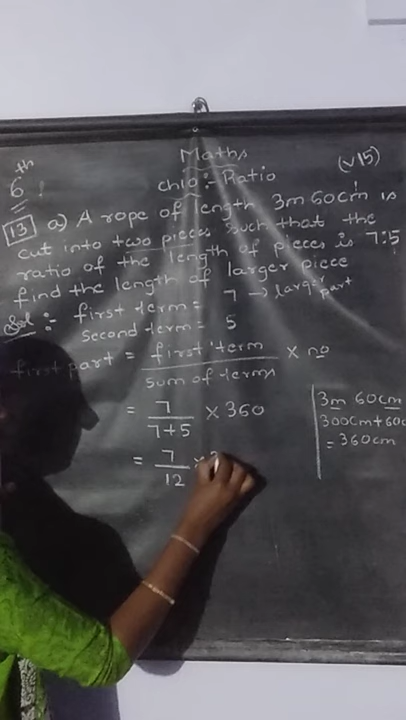 Maths
6th
Ch10:- Ratio
(v15)
13 a) A rope of length 3m 60cm is
cut into two pieces such that the
ratio of the length of pieces is 7:5
find the length of larger piece
Sol:- first term = 7 → larger part
Second term = 5
first part = first term / sum of terms × no
= 7 / 7+5 × 360
= 7 / 12 ×
3m 60cm
300cm+60c
= 360cm